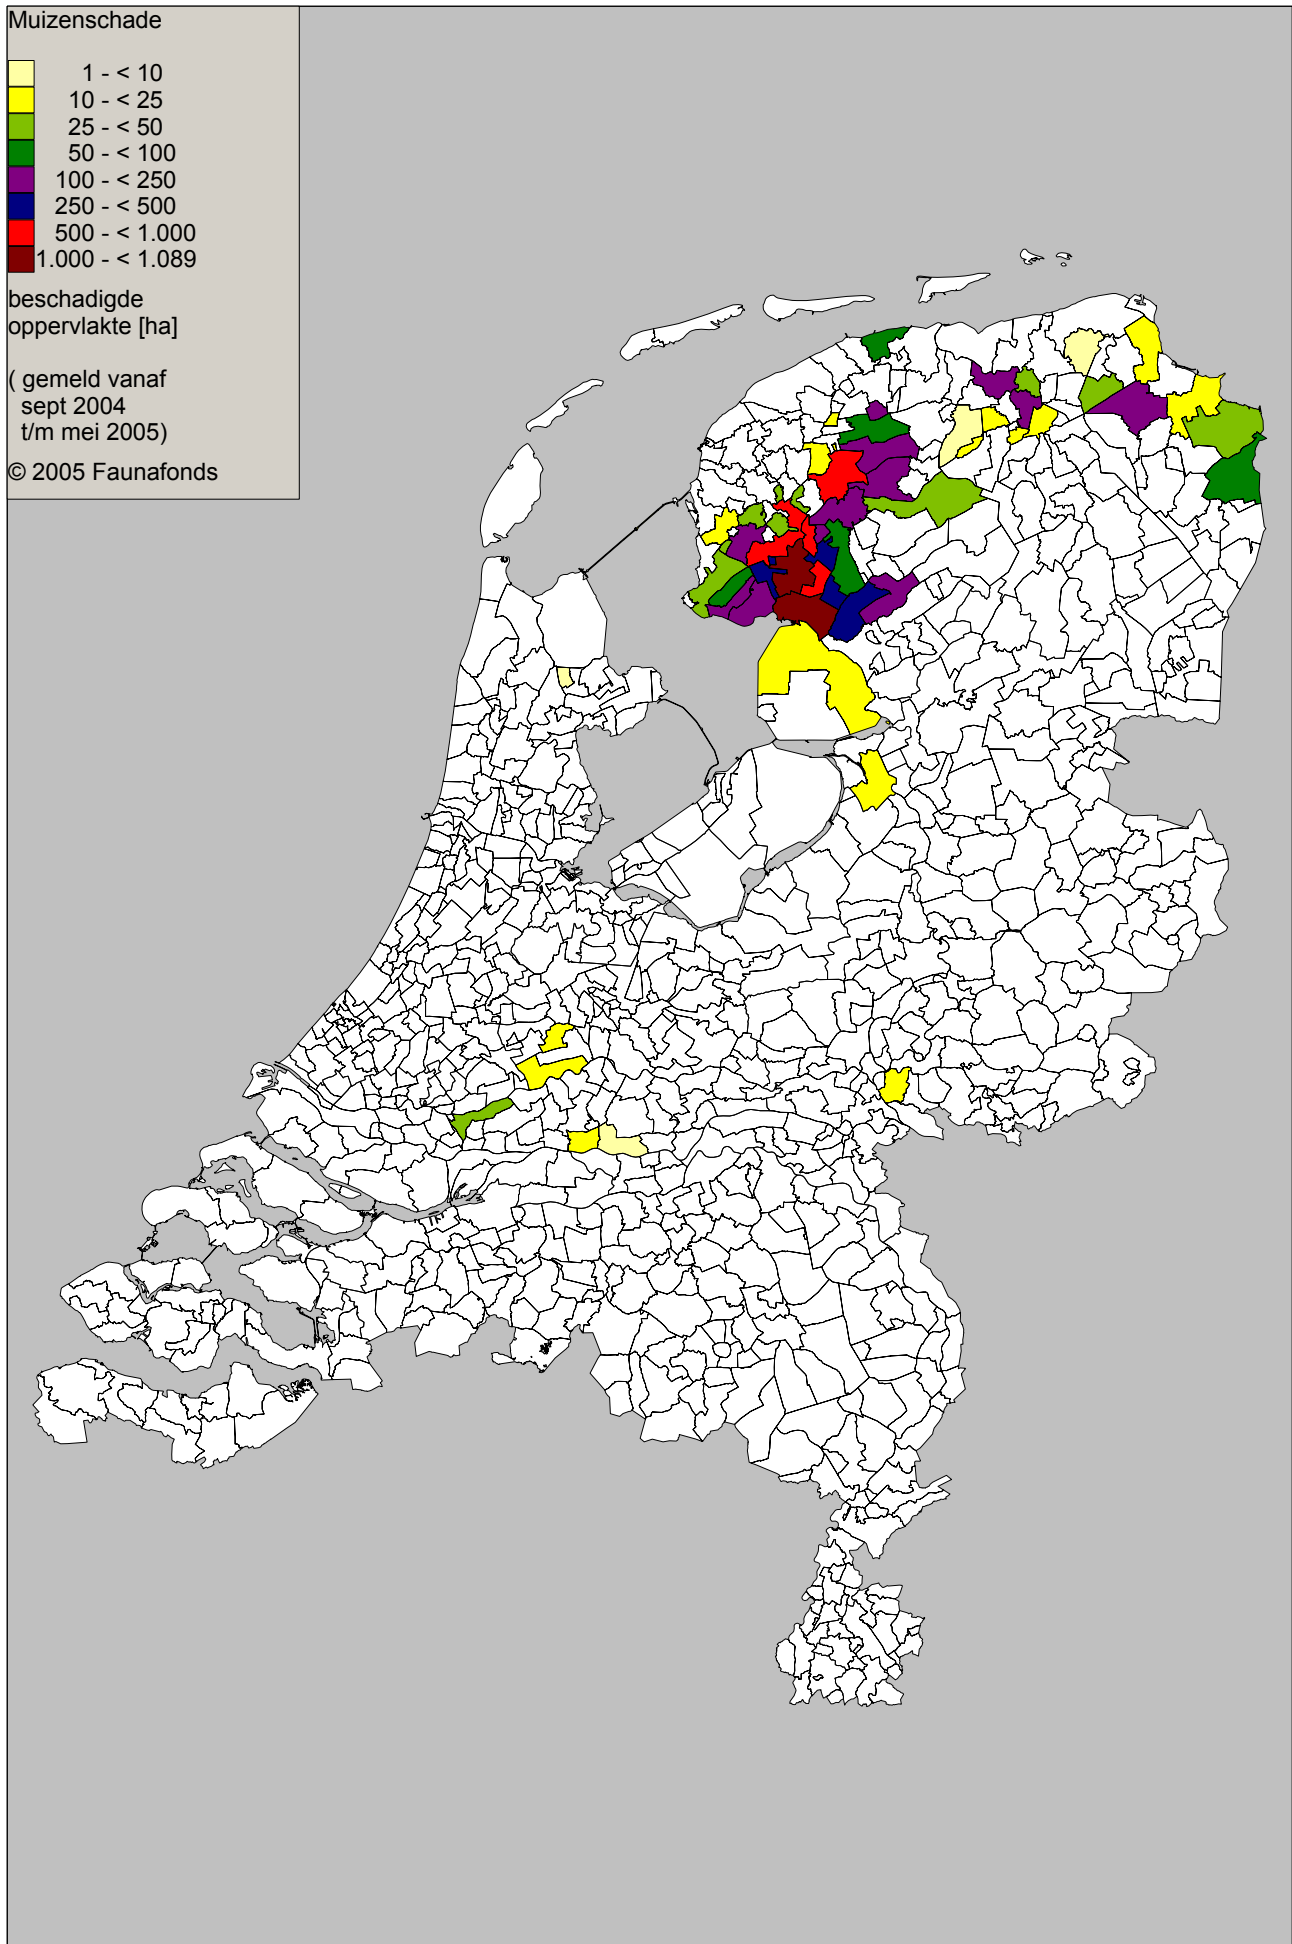 Muizenschade
1 - < 10
10 - < 25
25 - < 50
50 - < 100
100 - < 250
250 - < 500
500 - < 1.000
1.000 - < 1.089
beschadigde
oppervlakte [ha]
( gemeld vanaf
sept 2004
t/m mei 2005)
© 2005 Faunafonds